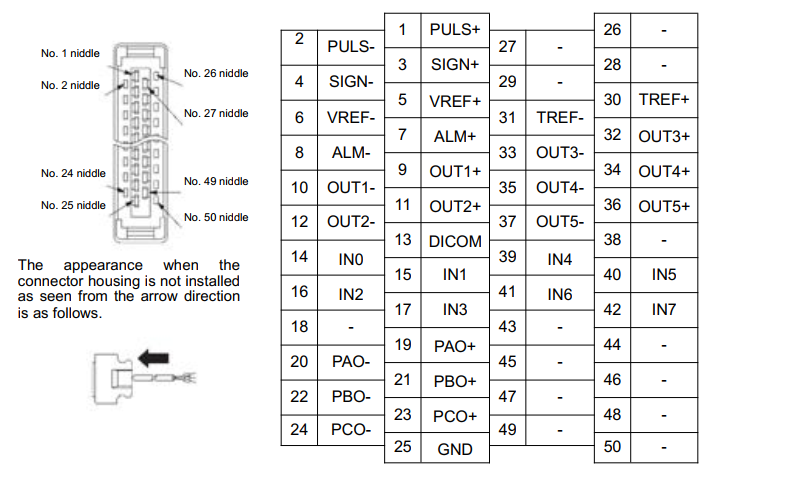 No. 1 niddle
No. 2 niddle
No. 26 niddle
No. 27 niddle
No. 24 niddle
No. 25 niddle
No. 49 niddle
No. 50 niddle
The appearance when the
connector housing is not installed
as seen from the arrow direction
is as follows.
1 PULS+ 26 -
2 PULS- 27 -
3 SIGN+ 28 -
4 SIGN- 29 -
5 VREF+ 30 TREF+
6 VREF- 31 TREF-
7 ALM+ 32 OUT3+
8 ALM- 33 OUT3-
9 OUT1+ 34 OUT4+
10 OUT1- 35 OUT4-
11 OUT2+ 36 OUT5+
12 OUT2- 37 OUT5-
13 DICOM 38 -
14 IN0 39 IN4
15 IN1 40 IN5
16 IN2 41 IN6
17 IN3 42 IN7
18 - 43 -
19 PAO+ 44 -
20 PAO- 45 -
21 PBO+ 46 -
22 PBO- 47 -
23 PCO+ 48 -
24 PCO- 49 -
25 GND 50 -